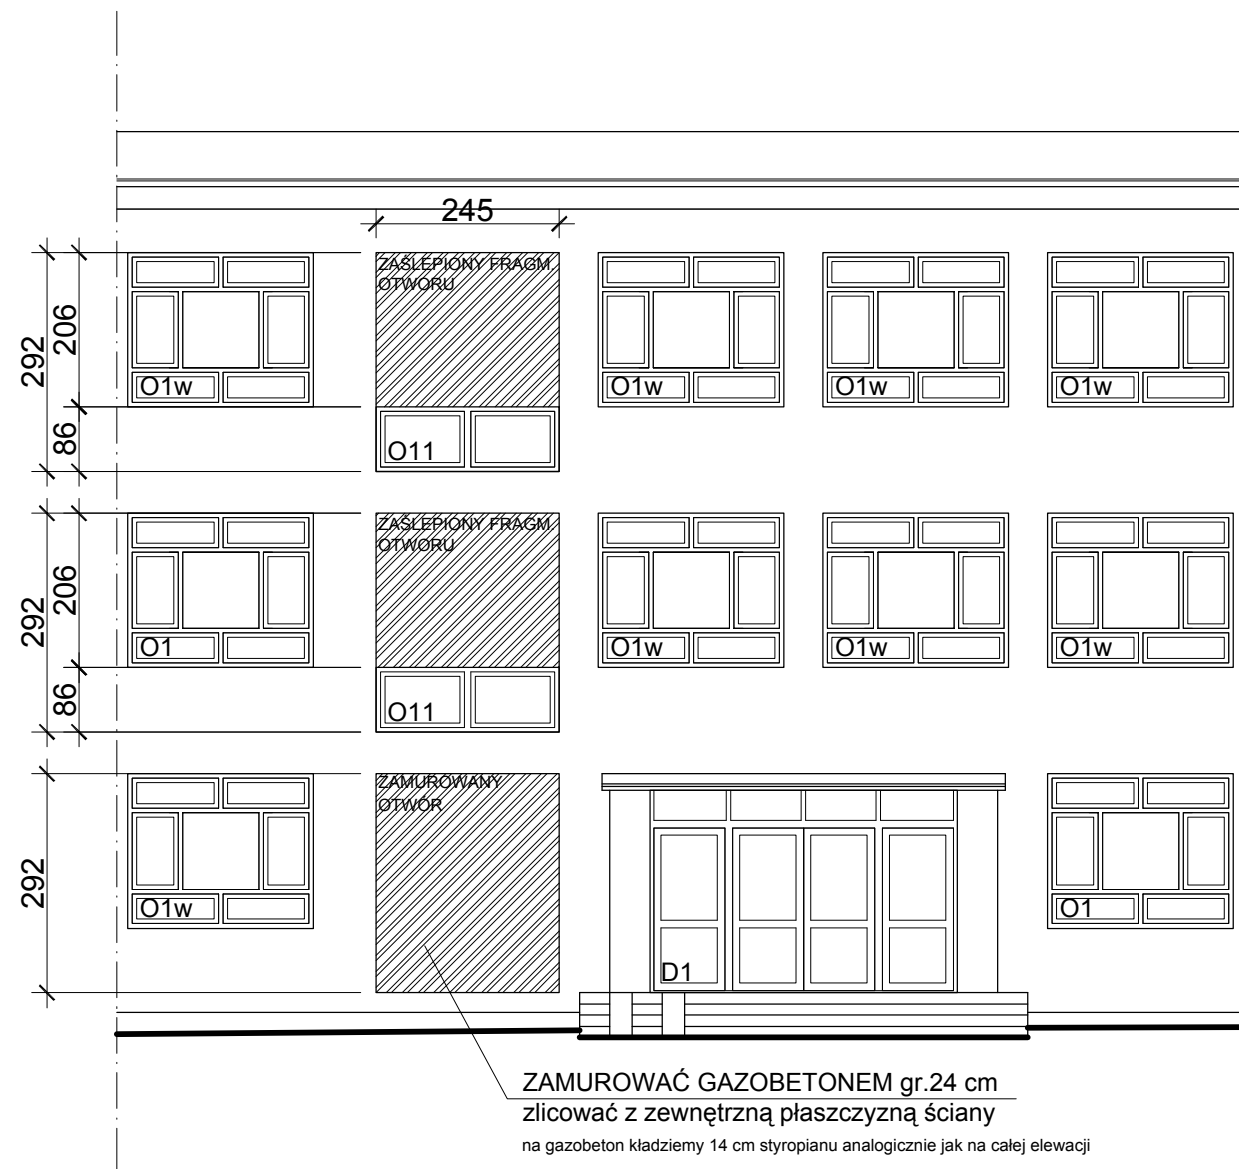 245
ZAŚLEPIONY FRAGM.
OTWORU
292
206
86
O1w
O11
O1w
O1w
O1w
ZAŚLEPIONY FRAGM.
OTWORU
292
206
86
O1
O11
O1w
O1w
O1w
ZAMUROWANY
OTWÓR
292
O1w
D1
O1
ZAMUROWAĆ GAZOBETONEM gr.24 cm
zlicować z zewnętrzną płaszczyzną ściany
na gazobeton kładziemy 14 cm styropianu analogicznie jak na całej elewacji